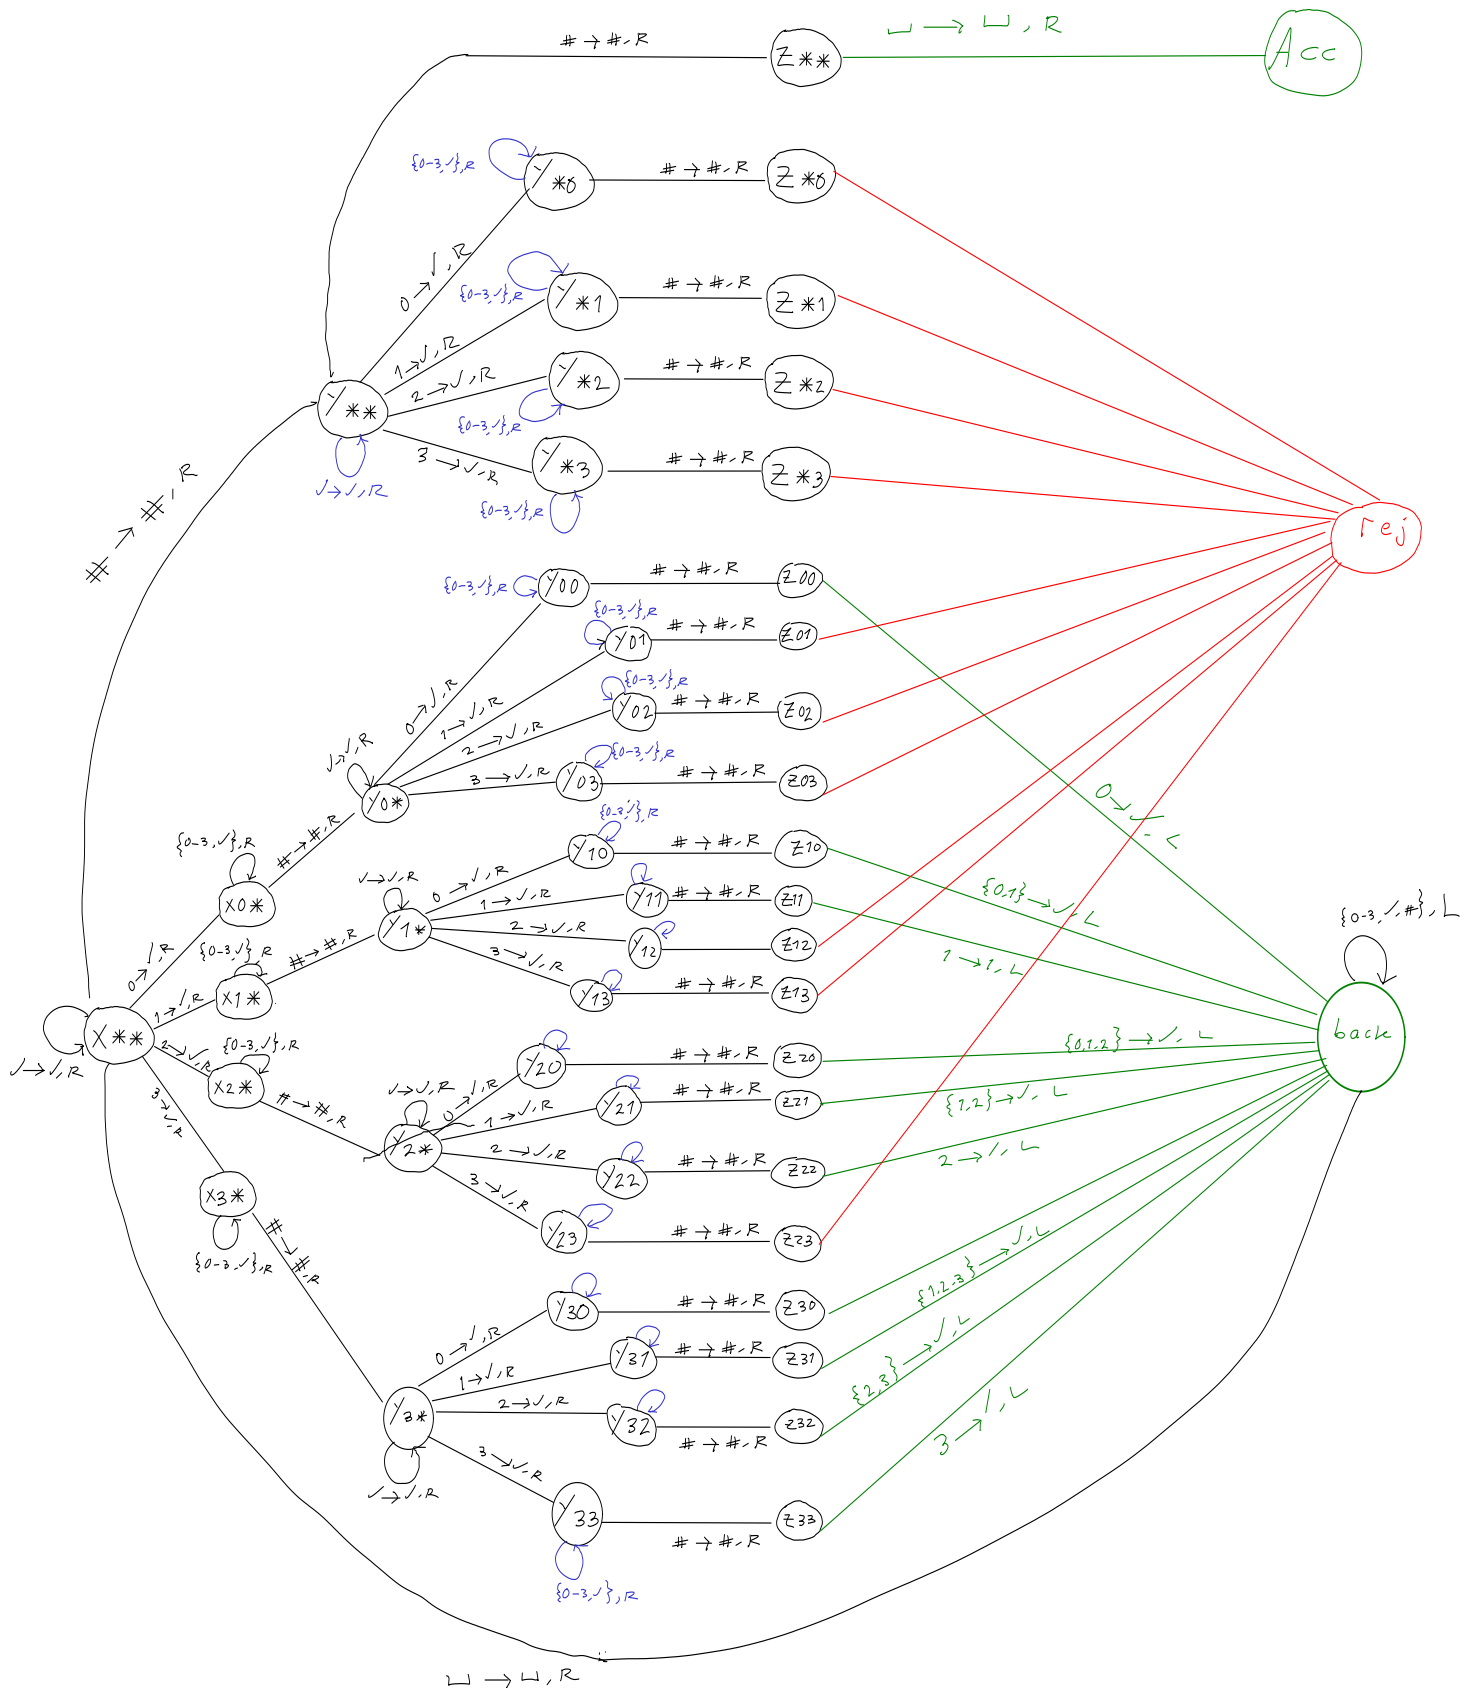 # → #, R
Z**
⊔ → ⊔, R
Acc
{0-3,✓},R
Y*0
# → #, R
Z*0
0 → ✓, R
{0-3,✓},R
Y*1
# → #, R
Z*1
1 → ✓, R
Y*2
# → #, R
Z*2
2 → ✓, R
{0-3,✓},R
Y**
3 → ✓, R
Y*3
# → #, R
Z*3
✓ → ✓, R
{0-3,✓},R
# → #, R
rej
{0-3,✓},R
Y00
# → #, R
Z00
{0-3,✓},R
Y01
# → #, R
Z01
{0-3,✓},R
0 → ✓, R
1 → ✓, R
Y02
# → #, R
Z02
2 → ✓, R
✓ → ✓, R
{0-3,✓},R
3 → ✓, R
Y03
# → #, R
Z03
Y0*
0 → ✓, L
{0-3,✓},R
{0-3,✓},R
# → #, R
Y10
# → #, R
Z10
✓ → ✓, R
0 → ✓, R
X0*
1 → ✓, R
Y11
# → #, R
Z11
{0,1} → ✓, L
{0-3,✓,#}, L
Y1*
2 → ✓, R
Y12
Z12
0 → ✓, R
{0-3,✓},R
# → #, R
3 → ✓, R
1 → 1, L
X1*
Y13
# → #, R
Z13
1 → ✓, R
X**
back
2 → ✓, R
{0-3,✓},R
{0,1,2} → ✓, L
✓ → ✓, R
X2*
Y20
# → #, R
Z20
3 → ✓, R
# → #, R
✓ → ✓, R
0 → ✓, R
1 → ✓, R
Y21
# → #, R
Z21
{1,2} → ✓, L
Y2*
2 → ✓, R
Y22
# → #, R
Z22
2 → ✓, L
X3*
3 → ✓, R
Y23
# → #, R
Z23
{0-3,✓},R
# → #, R
{1,2,3} → ✓, L
Y30
# → #, R
Z30
0 → ✓, R
Y31
# → #, R
Z31
1 → ✓, R
{2,3} → ✓, L
Y3*
2 → ✓, R
Y32
Z32
# → #, R
3 → ✓, L
3 → ✓, R
✓ → ✓, R
Y33
Z33
# → #, R
{0-3,✓},R
⊔ → ⊔, R